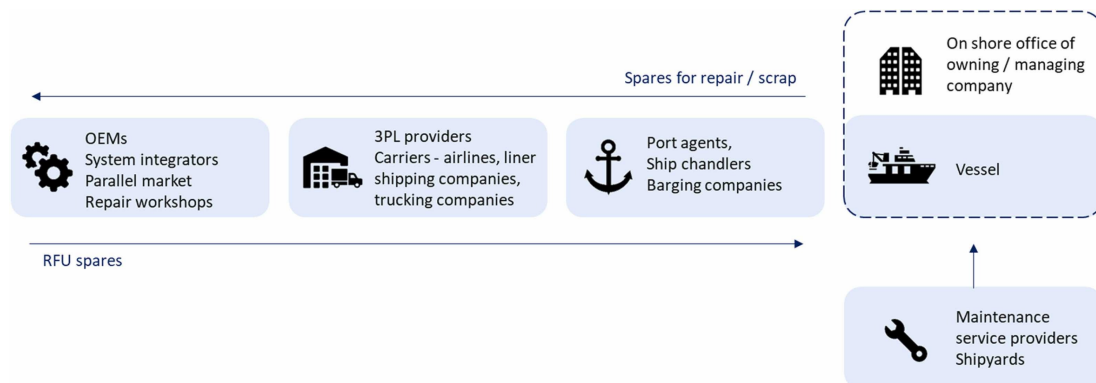 On shore office of
owning / managing
company
Spares for repair / scrap
OEMs
System integrators
Parallel market
Repair workshops
3PL providers
Carriers - airlines, liner
shipping companies,
trucking companies
Port agents,
Ship chandlers
Barging companies
Vessel
RFU spares
Maintenance
service providers
Shipyards